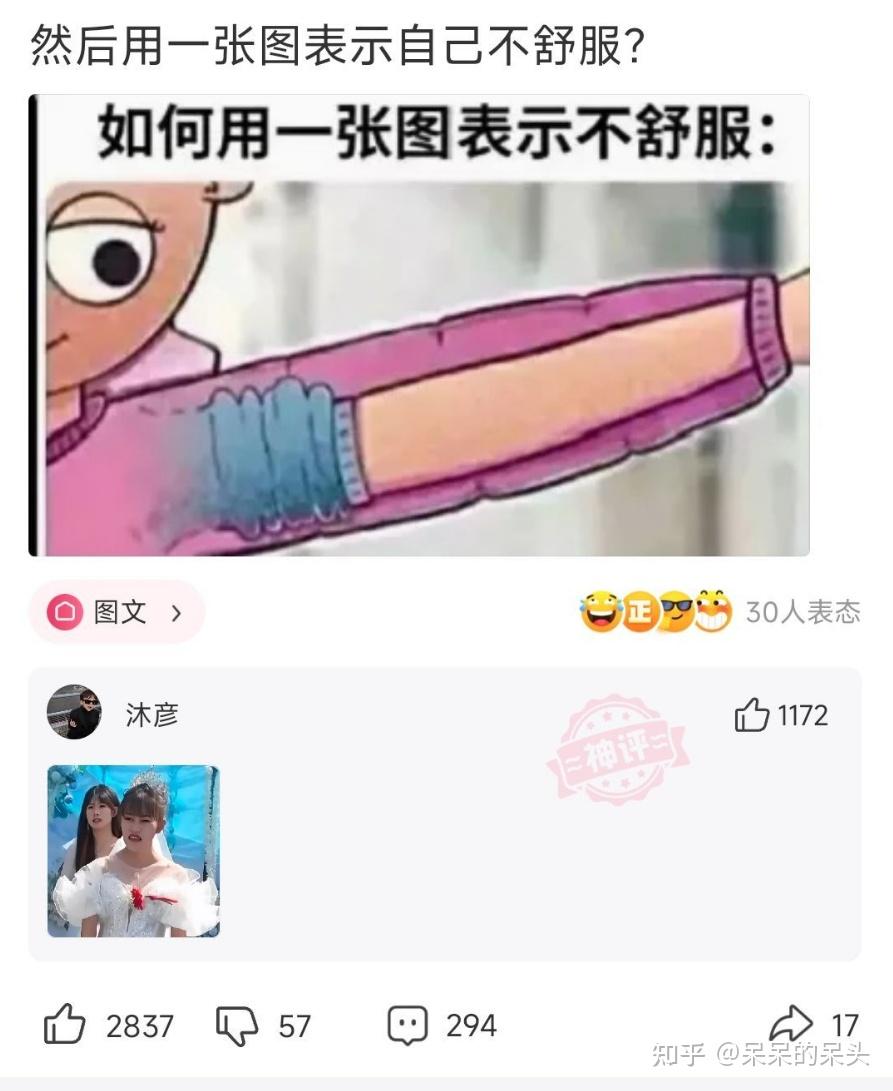 然后用一张图表示自己不舒服？
如何用一张图表示不舒服：
图文 >
正
30人表态
沐彦
神评
1172
2837
57
294
17
知乎 @呆呆的呆头